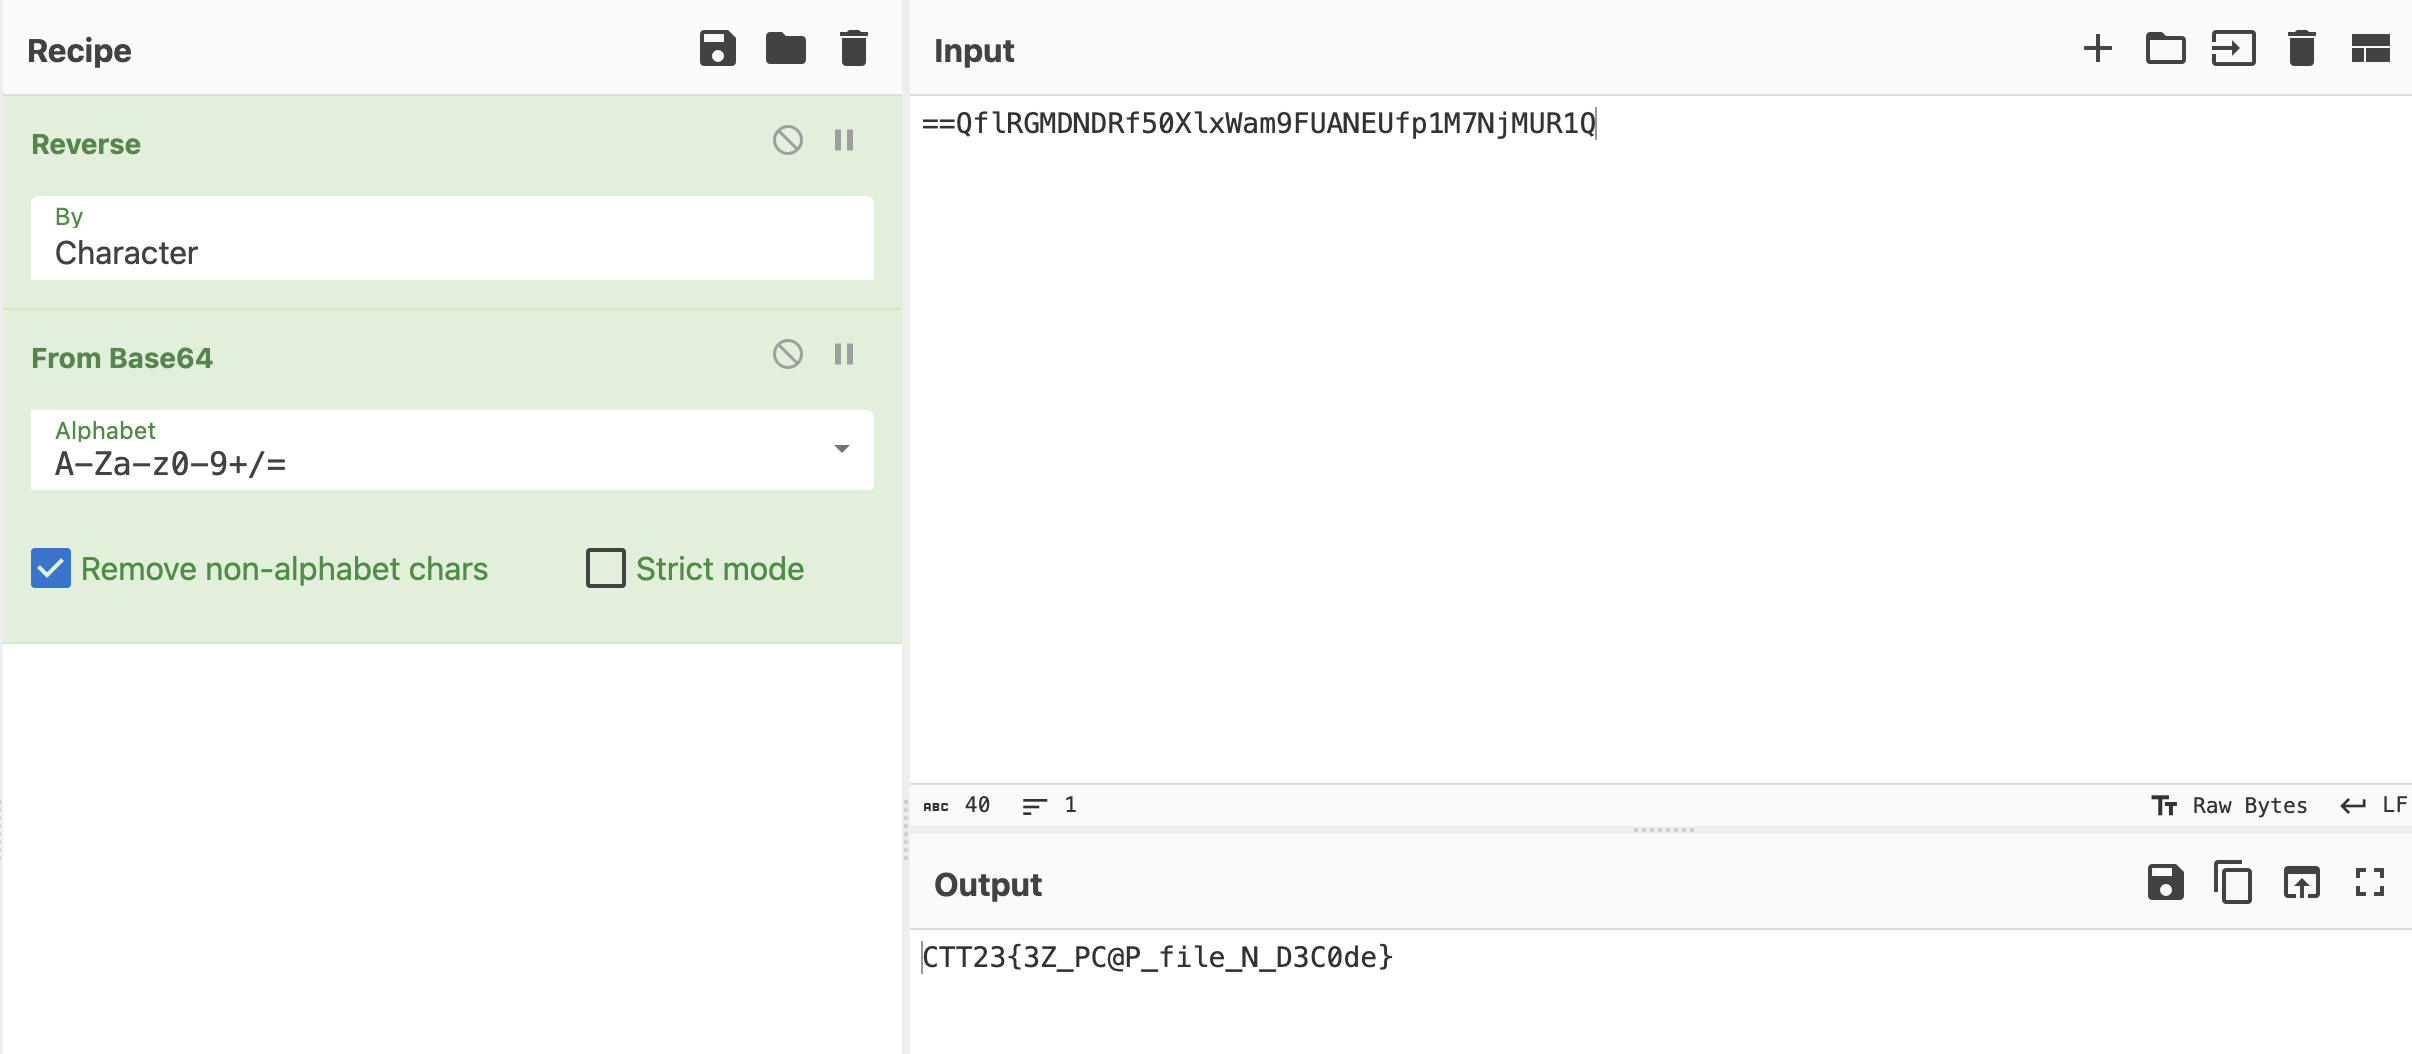 Recipe
Reverse
By
Character
From Base64
Alphabet
A-Za-z0-9+/=
Remove non-alphabet chars
Strict mode
Input
==QflRGMDNDRf50XlxWam9FUANEUfp1M7NjMUR1Q
ABC 40 1
Raw Bytes LF
Output
CTT23{3Z_PC@P_file_N_D3C0de}